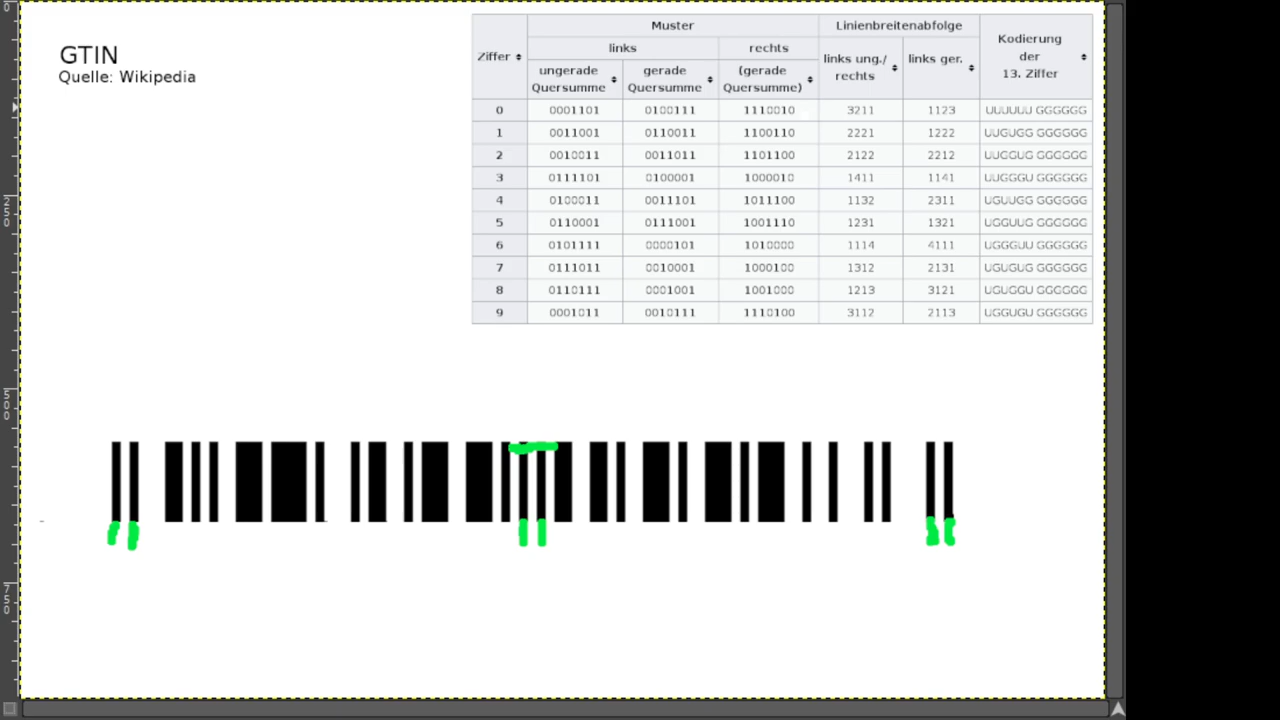 GTIN
Quelle: Wikipedia
Ziffer Muster Linienbreitenabfolge Kodierung der 13. Ziffer
links rechts links ung./ rechts links ger.
ungerade Quersumme gerade Quersumme (gerade Quersumme)
0 0001101 0100111 1110010 3211 1123 UUUUUU GGGGGG
1 0011001 0110011 1100110 2221 1222 UUGUGG GGGGGG
2 0010011 0011011 1101100 2122 2212 UUGGUG GGGGGG
3 0111101 0100001 1000010 1411 1141 UUGGGU GGGGGG
4 0100011 0011101 1011100 1132 2311 UGUUGG GGGGGG
5 0110001 0111001 1001110 1231 1321 UGGUUG GGGGGG
6 0101111 0000101 1010000 1114 4111 UGGGUU GGGGGG
7 0111011 0010001 1000100 1312 2131 UGUGUG GGGGGG
8 0110111 0001001 1001000 1213 3121 UGUGGU GGGGGG
9 0001011 0010111 1110100 3112 2113 UGGUGU GGGGGG
0
250
500
750